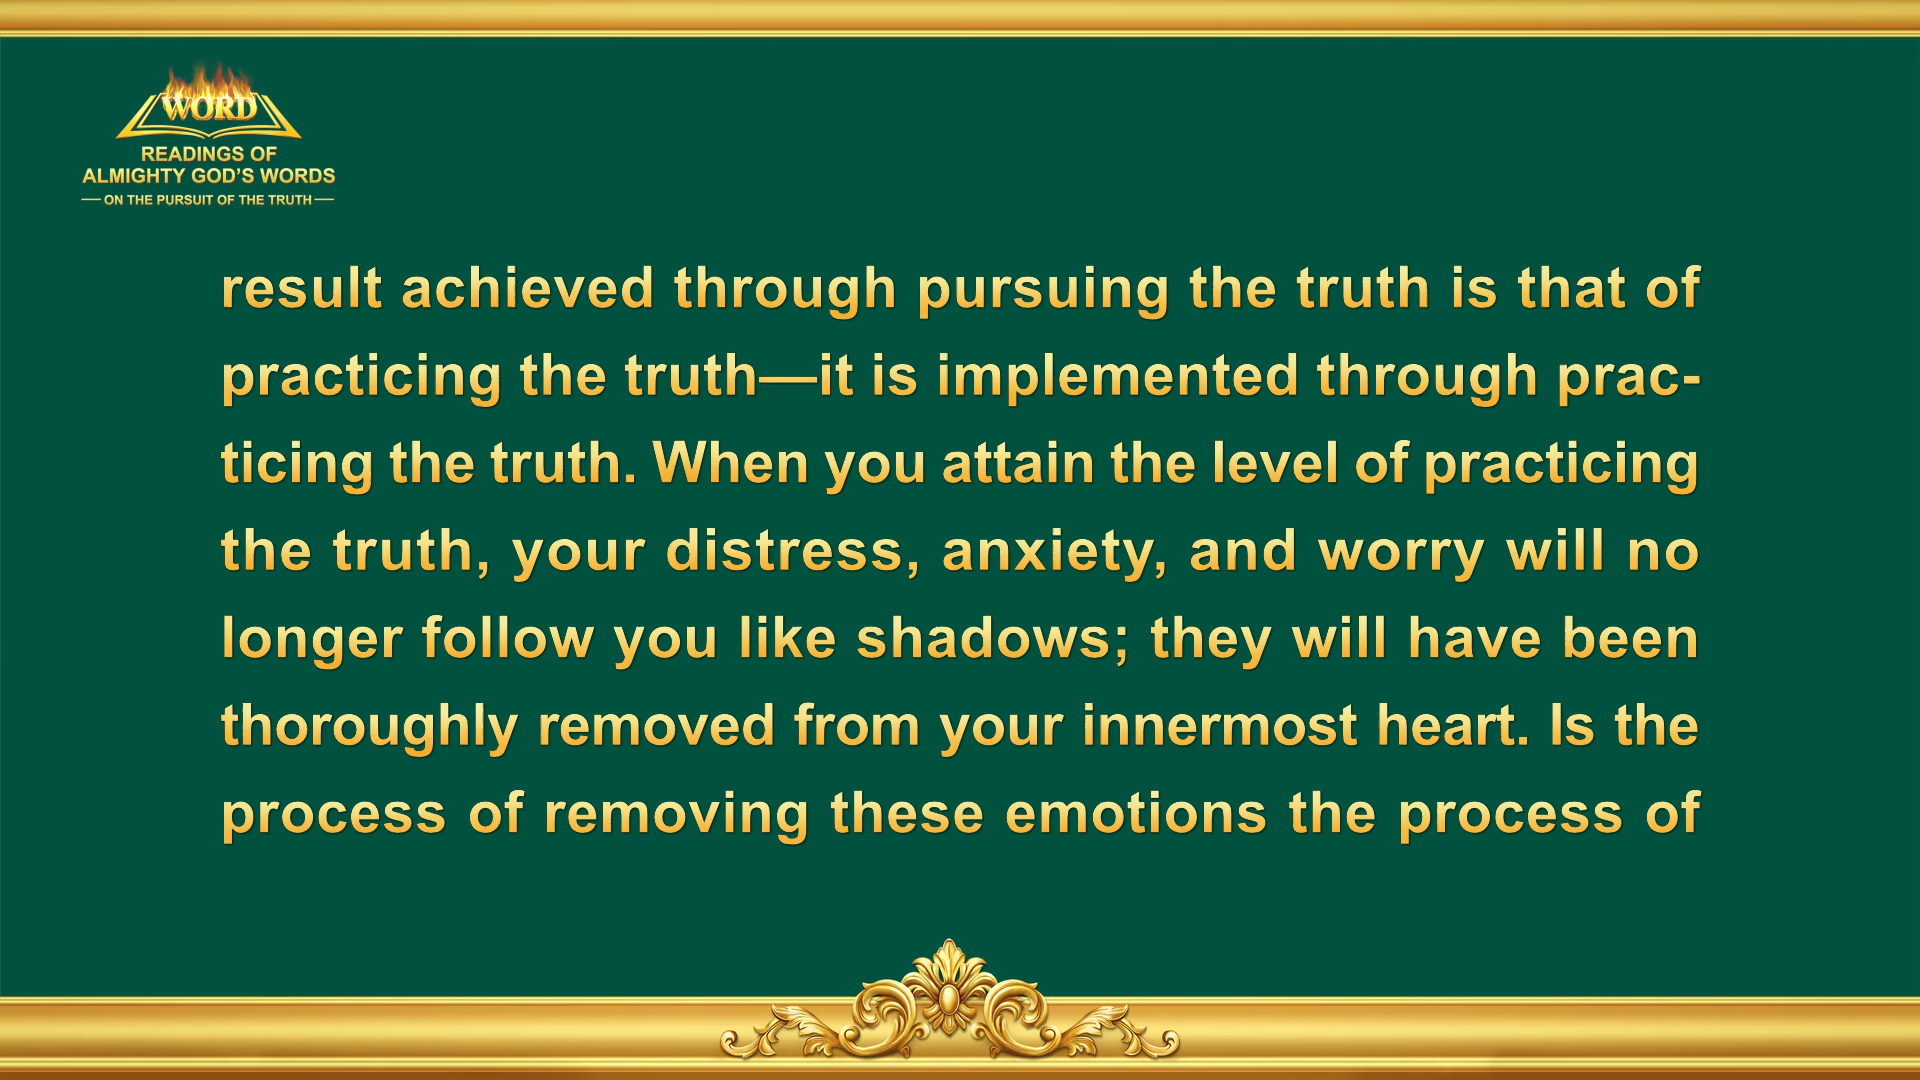 WORD
READINGS OF
ALMIGHTY GOD'S WORDS
ON THE PURSUIT OF THE TRUTH
result achieved through pursuing the truth is that of
practicing the truth—it is implemented through prac-
ticing the truth. When you attain the level of practicing
the truth, your distress, anxiety, and worry will no
longer follow you like shadows; they will have been
thoroughly removed from your innermost heart. Is the
process of removing these emotions the process of